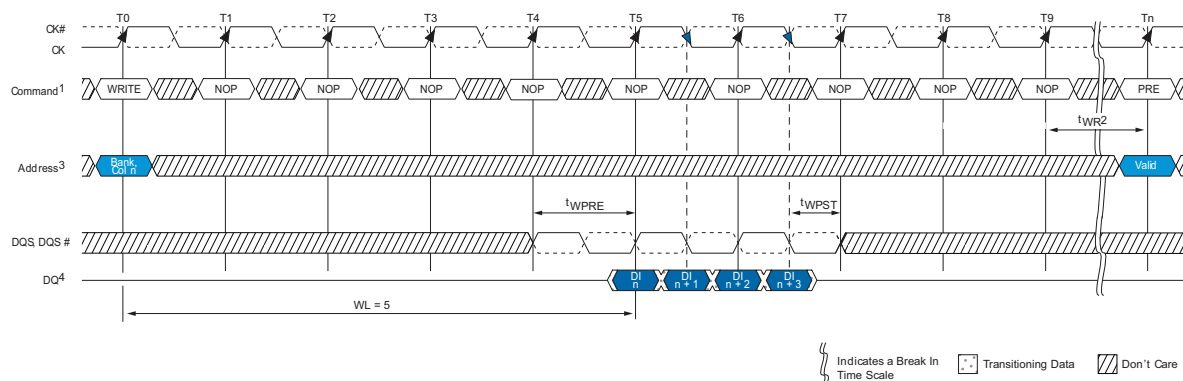 T0 T1 T2 T3 T4 T5 T6 T7 T8 T9 Tn
CK#
CK
Command1 WRITE NOP NOP NOP NOP NOP NOP NOP NOP NOP PRE
tWR2
Address3 Bank, Col n Valid
tWPRE tWPST
DQS, DQS #
DQ4 DI n DI n + 1 DI n + 2 DI n + 3
WL = 5
Indicates a Break In
Time Scale
Transitioning Data
Don't Care